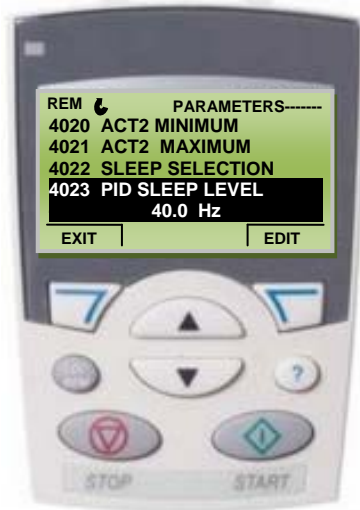 REM PARAMETERS-------
4020 ACT2 MINIMUM
4021 ACT2 MAXIMUM
4022 SLEEP SELECTION
4023 PID SLEEP LEVEL
40.0 Hz
EXIT EDIT
?
STOP START